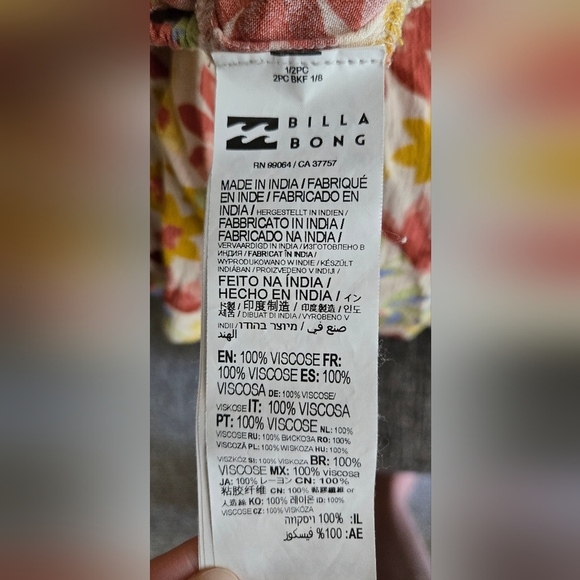 1/2PC
2PC BKF 1/8
BILLA
BONG
RN 99064 / CA 37757
MADE IN INDIA / FABRIQUÉ
EN INDE / FABRICADO EN
INDIA / HERGESTELLT IN INDIEN /
FABBRICATO IN INDIA /
FABRICADO NA INDIA /
VERVAARDIGD IN INDIA / ИЗГОТОВЛЕНО В
ИНДИЯ / FABRICAT ÎN INDIA /
WYPRODUKOWANO W INDIE / KÉSZÜLT
INDIÁBAN / PROIZVEDENO V INDIJI /
FEITO NA ÍNDIA /
HECHO EN INDIA / イン
ド製 / 印度制造 / 印度製造 / 인도
제조 / DIBUAT DI INDIA / VYROBENO V
INDII / صنع في / מיוצר בהודו
الهند
EN: 100% VISCOSE FR:
100% VISCOSE ES: 100%
VISCOSA DE: 100% VISCOSE/
VISKOSE IT: 100% VISCOSA
PT: 100% VISCOSE NL: 100%
VISCOSE RU: 100% ВИСКОЗА RO: 100%
VISCOZĂ PL: 100% WISKOZA HU: 100%
VISZKÓZ SI: 100% VISKOZA BR: 100%
VISCOSE MX: 100% viscosa
JA: 100% レーヨン CN: 100%
粘胶纤维 CN: 100% 黏膠纖維 or
人造絲 KO: 100% 레이온 ID: 100%
VISCOSE CZ: 100% VISKÓZA
IL: 100% ויסקוזה
AE: 100% فيسكوز